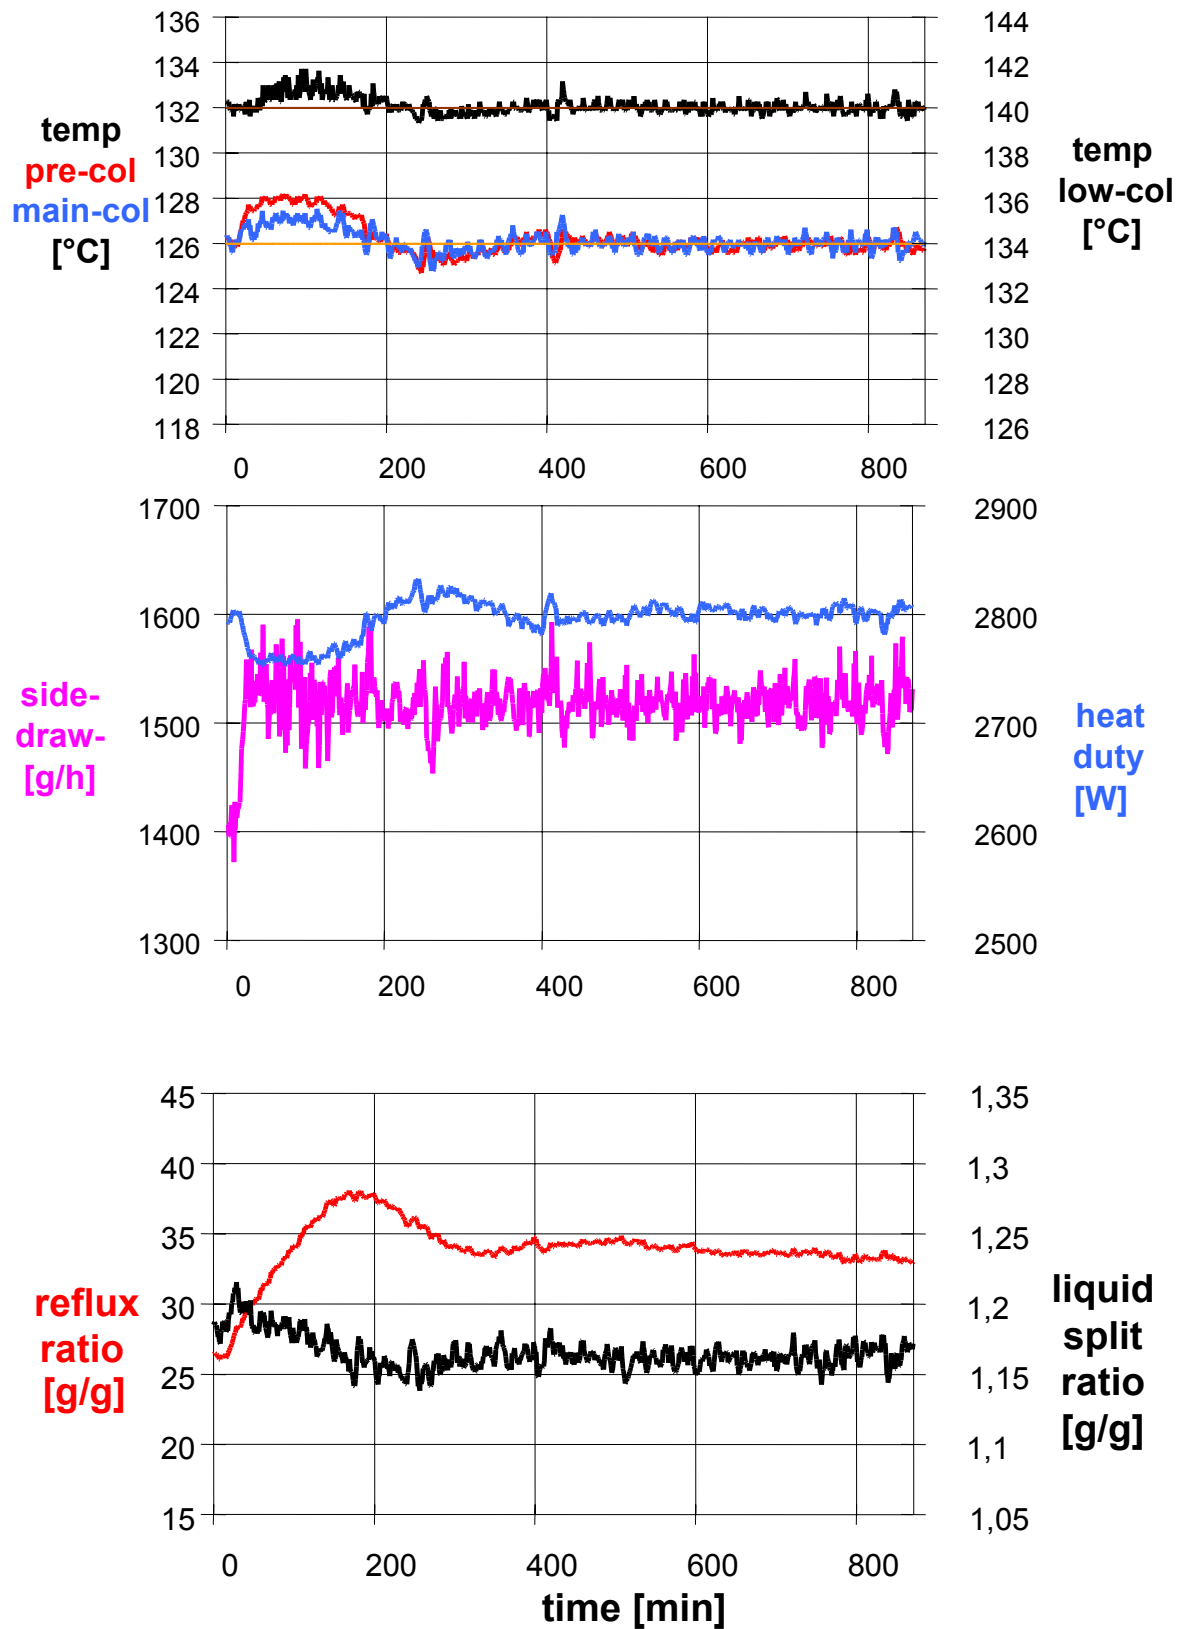 136 144
134 142
132 140
130 138
128 136
126 134
124 132
122 130
120 128
118 126
temp
pre-col
main-col
[°C]
temp
low-col
[°C]
0 200 400 600 800
1700 2900
1600 2800
1500 2700
1400 2600
1300 2500
side-
draw-
[g/h]
heat
duty
[W]
0 200 400 600 800
45 1,35
40 1,3
35 1,25
30 1,2
25 1,15
20 1,1
15 1,05
reflux
ratio
[g/g]
liquid
split
ratio
[g/g]
0 200 400 600 800
time [min]